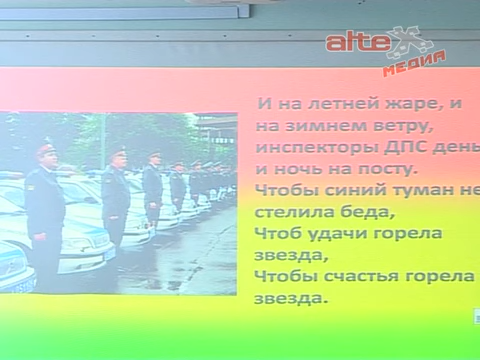 alteх
МЕДИА
И на летней жаре, и
на зимнем ветру,
инспекторы ДПС день
и ночь на посту.
Чтобы синий туман не
стелила беда,
Чтоб удачи горела
звезда,
Чтобы счастья горела
звезда.